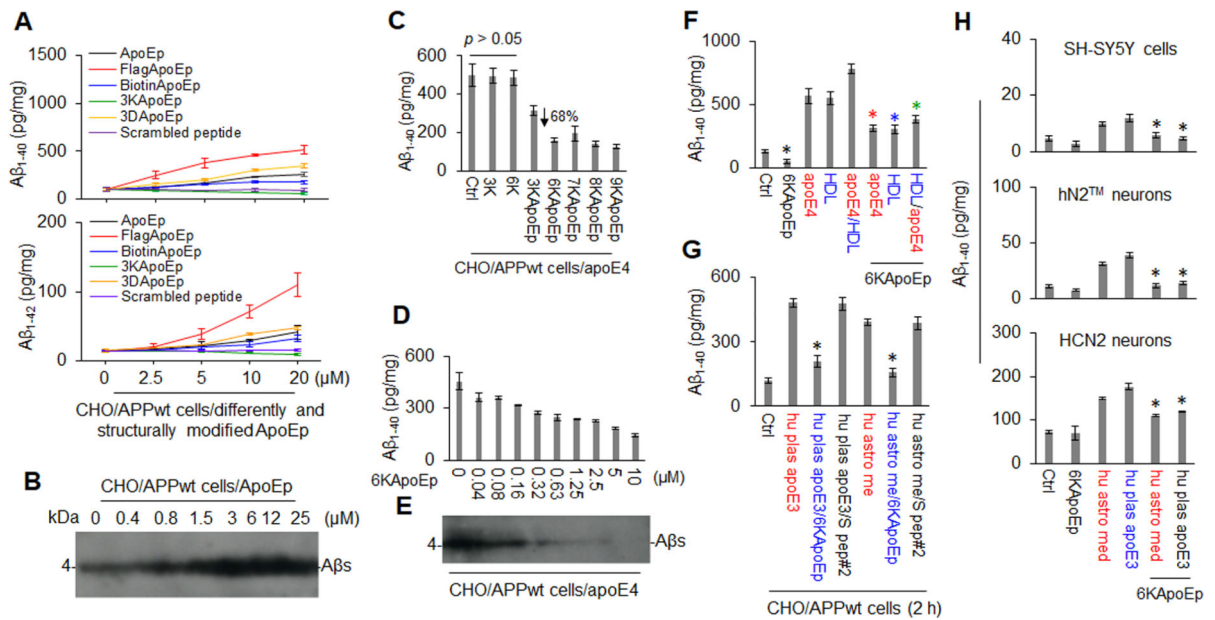 A
Aβ1-40 (pg/mg)
1500
1000
500
0
ApoEp
FlagApoEp
BiotinApoEp
3KApoEp
3DApoEp
Scrambled peptide
Aβ1-42 (pg/mg)
200
100
0
ApoEp
FlagApoEp
BiotinApoEp
3KApoEp
3DApoEp
Scrambled peptide
0 2.5 5 10 20 (μM)
CHO/APPwt cells/differently and
structurally modified ApoEp
B
CHO/APPwt cells/ApoEp
kDa 0 0.4 0.8 1.5 3 6 12 25 (μM)
4- -Aβs
C
p > 0.05
Aβ1-40 (pg/mg)
600
400
200
0
↓68%
Ctrl
3K
6K
3KApoEp
6KApoEp
7KApoEp
8KApoEp
9KApoEp
CHO/APPwt cells/apoE4
D
Aβ1-40 (pg/mg)
600
300
0
6KApoEp 0 0.04 0.08 0.16 0.32 0.63 1.25 2.5 5 10 (μM)
E
4- -Aβs
CHO/APPwt cells/apoE4
F
Aβ1-40 (pg/mg)
1000
500
0
* * * *
Ctrl
6KApoEp
apoE4
HDL
apoE4/HDL
apoE4
HDL
HDL/apoE4
6KApoEp
G
Aβ1-40 (pg/mg)
600
400
200
0
* *
Ctrl
hu plas apoE3
hu plas apoE3/6KApoEp
hu plas apoE3/S pep#2
hu astro me
hu astro me/6KApoEp
hu astro me/S pep#2
CHO/APPwt cells (2 h)
H
Aβ1-40 (pg/mg)
SH-SY5Y cells
40
20
0
* *
hN2™ neurons
100
50
0
* *
HCN2 neurons
300
200
100
0
* *
Ctrl
6KApoEp
hu astro med
hu plas apoE3
hu astro med
hu plas apoE3
6KApoEp